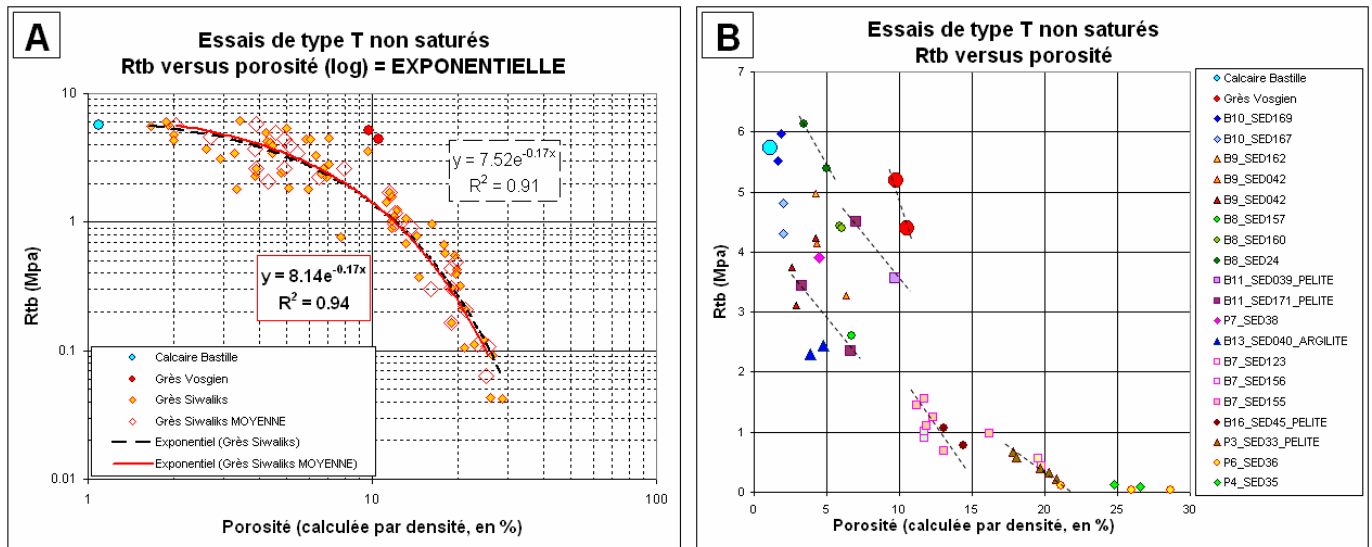 A
Essais de type T non saturés
Rtb versus porosité (log) = EXPONENTIELLE
10
1
0.1
0.01
Rtb (Mpa)
y = 7.52e-0.17x
R2 = 0.91
y = 8.14e-0.17x
R2 = 0.94
Calcaire Bastille
Grès Vosgien
Grès Siwaliks
Grès Siwaliks MOYENNE
Exponentiel (Grès Siwaliks)
Exponentiel (Grès Siwaliks MOYENNE)
1
10
100
Porosité (calculée par densité, en %)
B
Essais de type T non saturés
Rtb versus porosité
7
6
5
4
3
2
1
0
Rtb (MPa)
0
5
10
15
20
25
30
Porosité (calculée par densité, en %)
Calcaire Bastille
Grès Vosgien
B10_SED169
B10_SED167
B9_SED162
B9_SED042
B9_SED042
B8_SED157
B8_SED160
B8_SED24
B11_SED039_PELITE
B11_SED171_PELITE
P7_SED38
B13_SED040_ARGILITE
B7_SED123
B7_SED156
B7_SED155
B16_SED45_PELITE
P3_SED33_PELITE
P6_SED36
P4_SED35